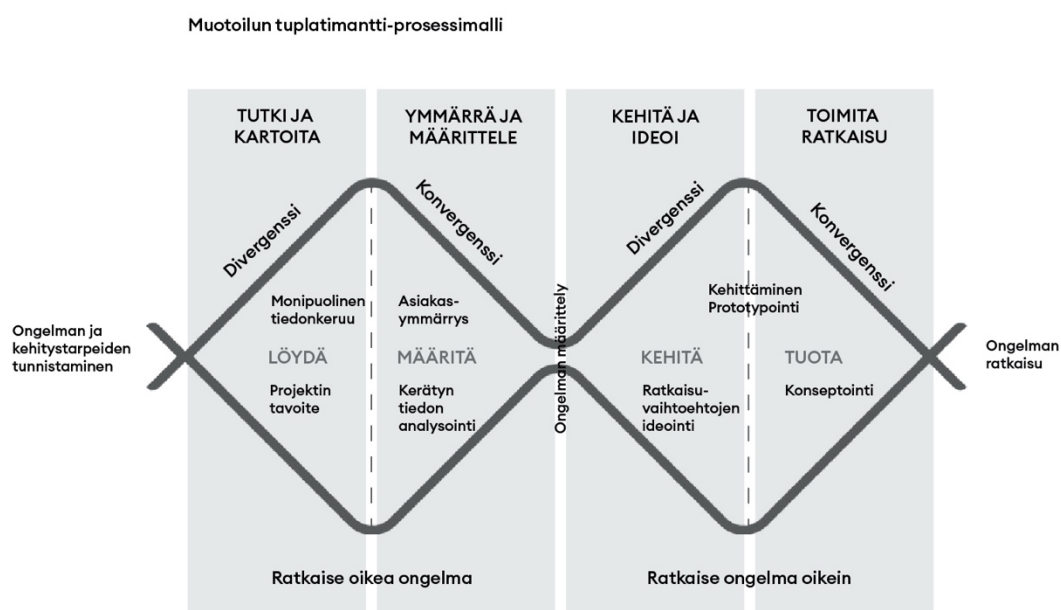 Muotoilun tuplatimantti-prosessimalli
TUTKI JA
KARTOITA
YMMÄRRÄ JA
MÄÄRITTELE
KEHITÄ JA
IDEOI
TOIMITA
RATKAISU
Divergenssi
Konvergenssi
Divergenssi
Konvergenssi
Ongelman ja
kehitystarpeiden
tunnistaminen
Monipuolinen
tiedonkeruu
LÖYDÄ
Projektin
tavoite
Asiakas-
ymmärrys
MÄÄRITÄ
Kerätyn
tiedon
analysointi
Ongelman määrittely
Kehittäminen
Prototypointi
KEHITÄ
Ratkaisu-
vaihtoehtojen
ideointi
TUOTA
Konseptointi
Ongelman
ratkaisu
Ratkaise oikea ongelma
Ratkaise ongelma oikein